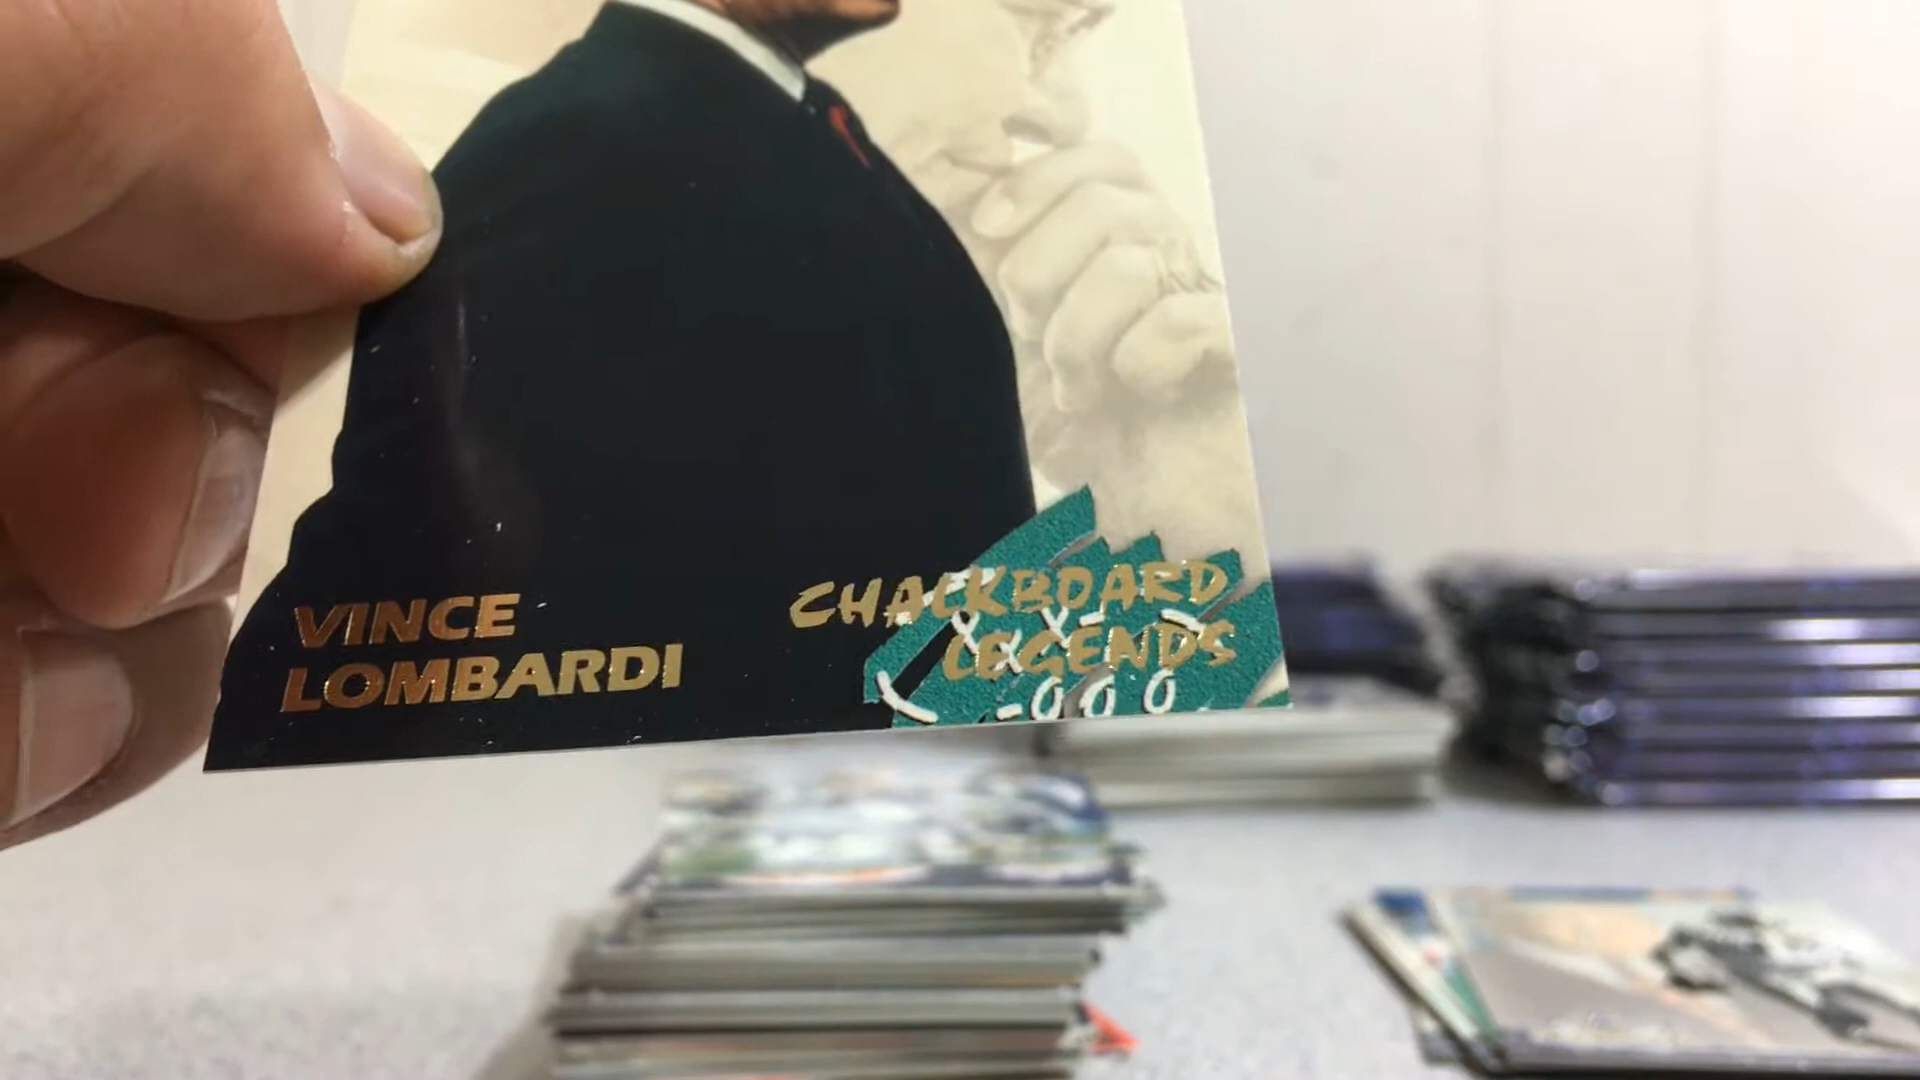 VINCE
LOMBARDI
CHALKBOARD
LEGENDS
X X X -
- O O O